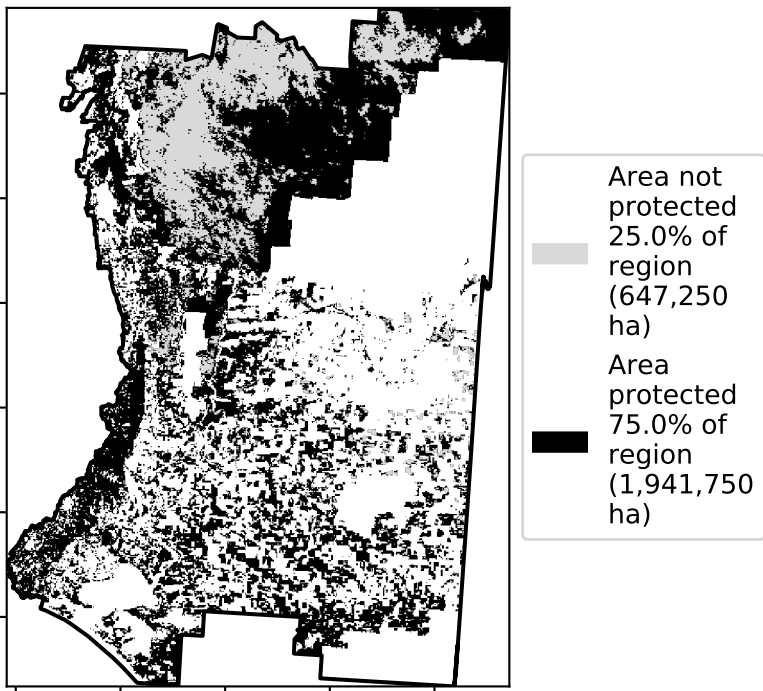 Area not
protected
25.0% of
region
(647,250
ha)
Area
protected
75.0% of
region
(1,941,750
ha)